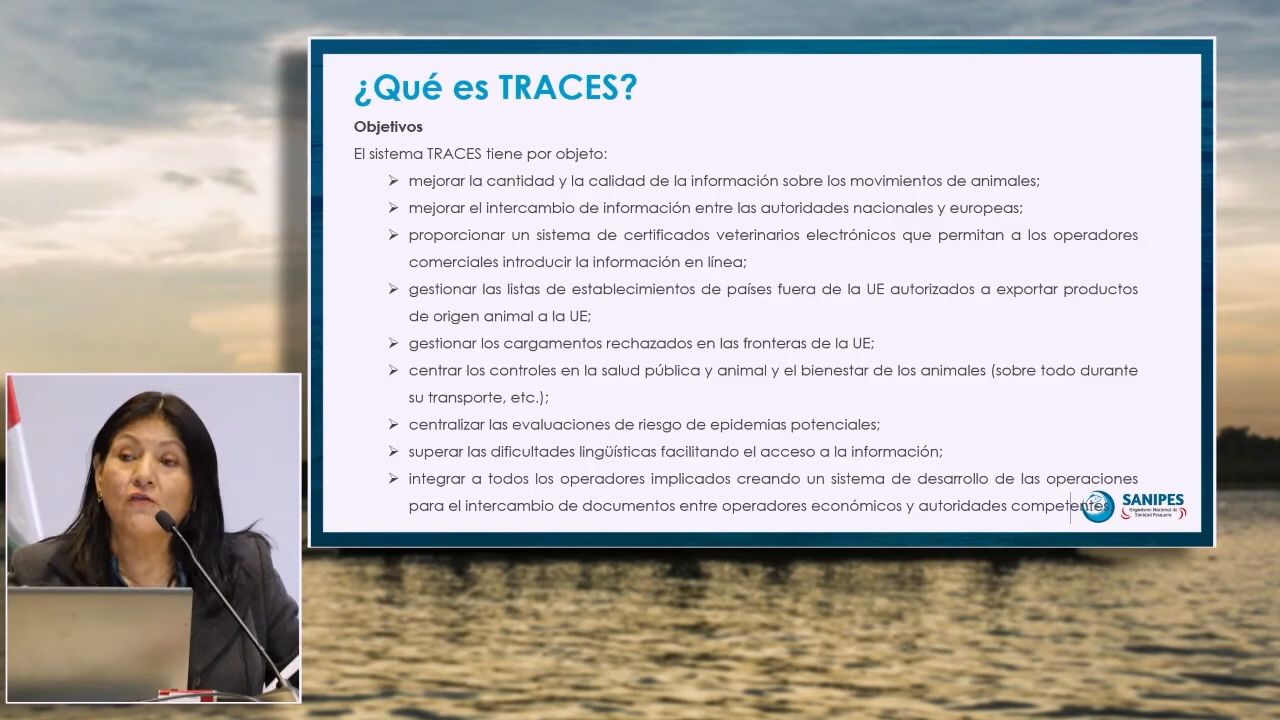 ¿Qué es TRACES?
Objetivos
El sistema TRACES tiene por objeto:
➢ mejorar la cantidad y la calidad de la información sobre los movimientos de animales;
➢ mejorar el intercambio de información entre las autoridades nacionales y europeas;
➢ proporcionar un sistema de certificados veterinarios electrónicos que permitan a los operadores
comerciales introducir la información en línea;
➢ gestionar las listas de establecimientos de países fuera de la UE autorizados a exportar productos
de origen animal a la UE;
➢ gestionar los cargamentos rechazados en las fronteras de la UE;
➢ centrar los controles en la salud pública y animal y el bienestar de los animales (sobre todo durante
su transporte, etc.);
➢ centralizar las evaluaciones de riesgo de epidemias potenciales;
➢ superar las dificultades lingüísticas facilitando el acceso a la información;
➢ integrar a todos los operadores implicados creando un sistema de desarrollo de las operaciones
para el intercambio de documentos entre operadores económicos y autoridades competentes.
SANIPES
Organismo Nacional de
Sanidad Pesquera